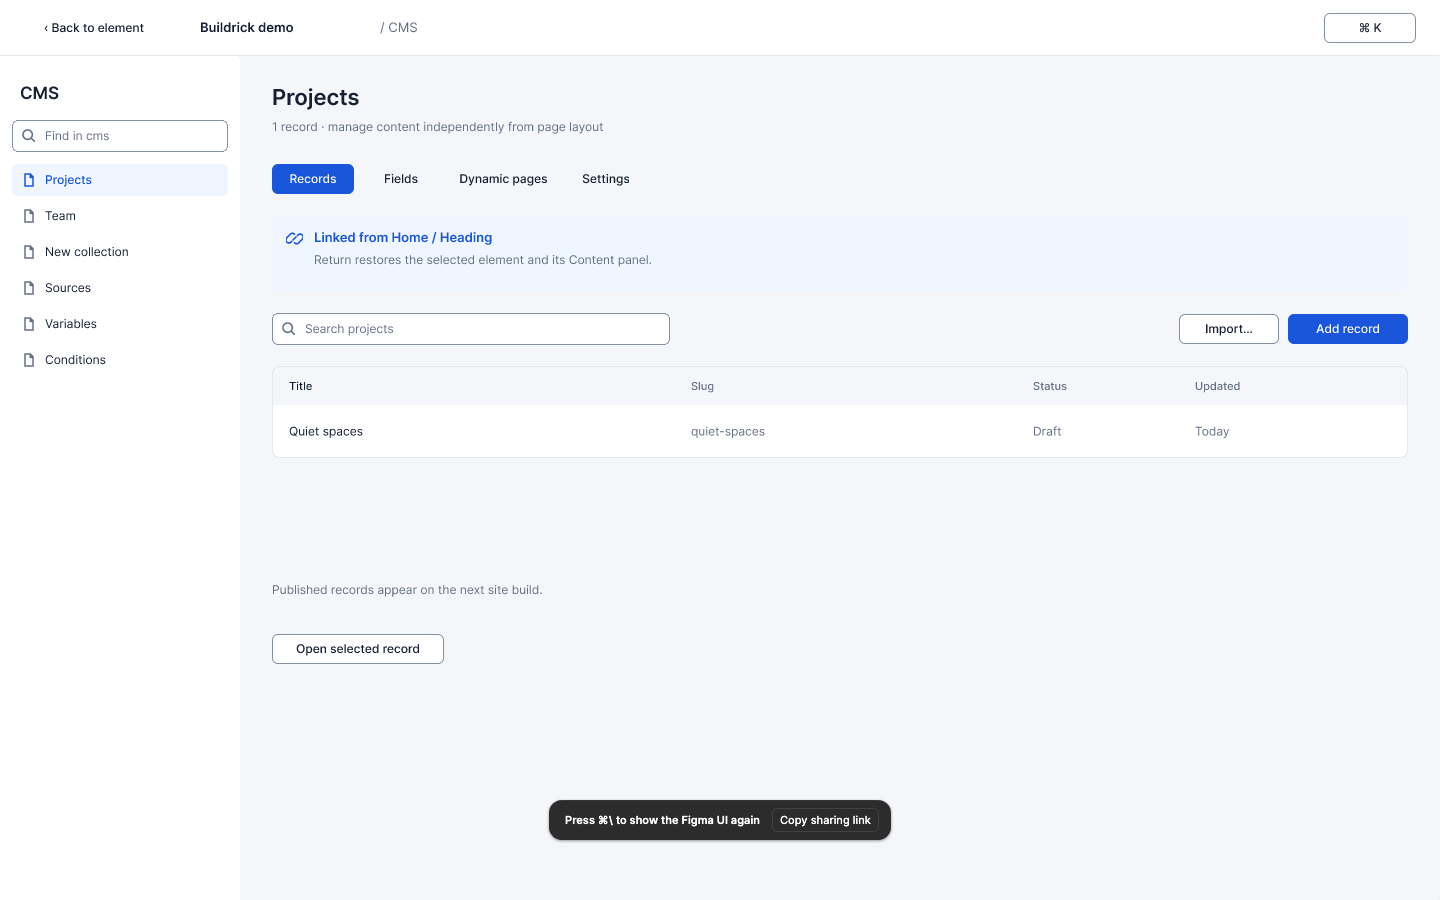 ‹ Back to element
Buildrick demo
/ CMS
⌘ K
CMS
Find in cms
Projects
Team
New collection
Sources
Variables
Conditions
Projects
1 record · manage content independently from page layout
Records
Fields
Dynamic pages
Settings
Linked from Home / Heading
Return restores the selected element and its Content panel.
Search projects
Import...
Add record
Title
Slug
Status
Updated
Quiet spaces
quiet-spaces
Draft
Today
Published records appear on the next site build.
Open selected record
Press ⌘\ to show the Figma UI again
Copy sharing link